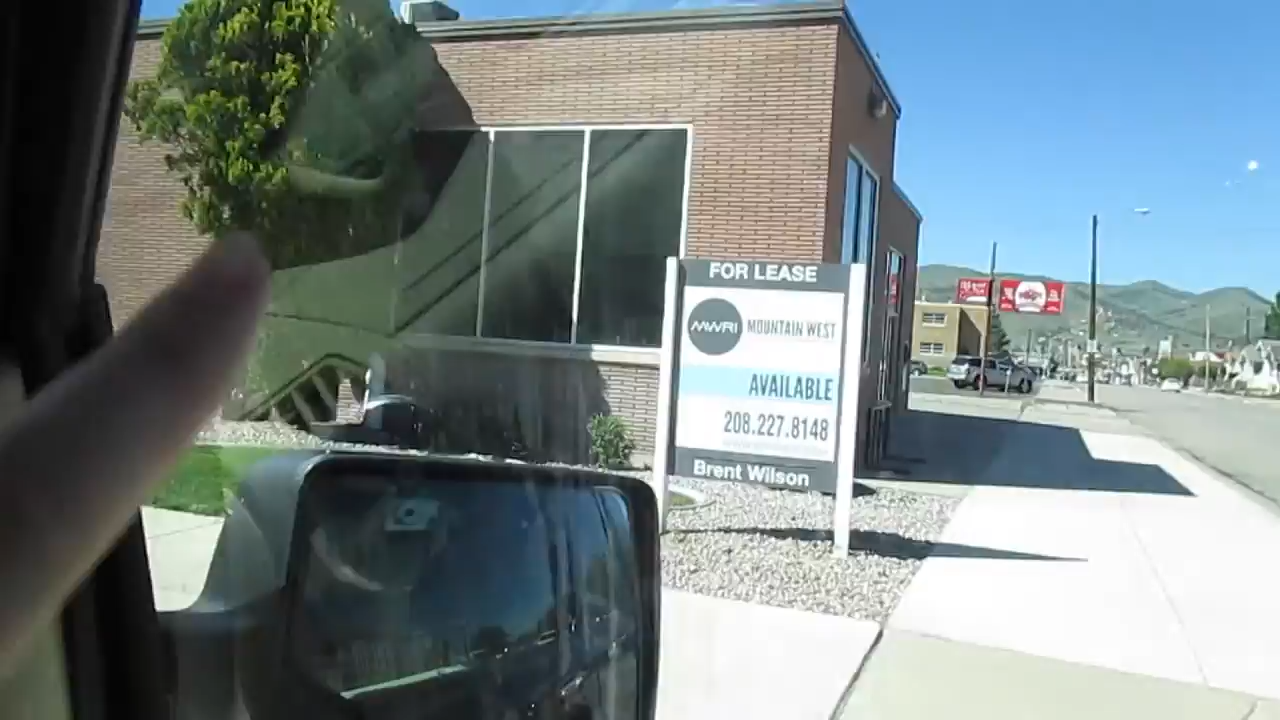 FOR LEASE
MWRI
MOUNTAIN WEST
AVAILABLE
208.227.8148
Brent Wilson